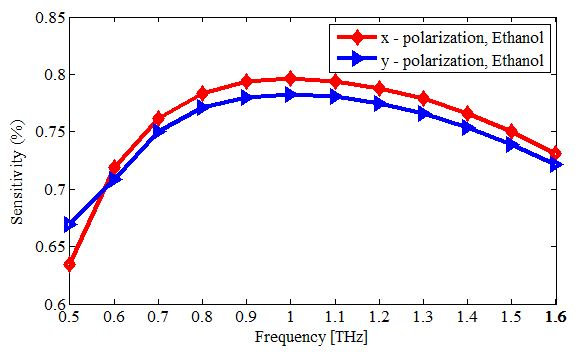 0.85
x - polarization, Ethanol
y - polarization, Ethanol
0.8
0.75
0.7
0.65
0.6
Sensitivity (%)
0.5 0.6 0.7 0.8 0.9 1 1.1 1.2 1.3 1.4 1.5 1.6
Frequency [THz]